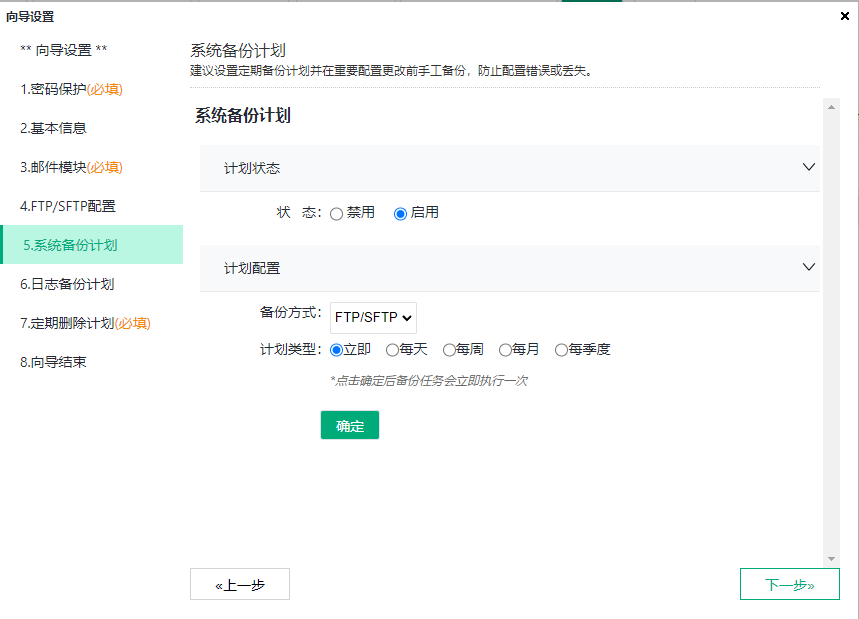 向导设置
** 向导设置 **
1.密码保护(必填)
2.基本信息
3.邮件模块(必填)
4.FTP/SFTP配置
5.系统备份计划
6.日志备份计划
7.定期删除计划(必填)
8.向导结束
系统备份计划
建议设置定期备份计划并在重要配置更改前手工备份，防止配置错误或丢失。
系统备份计划
计划状态
状 态： 禁用 启用
计划配置
备份方式： FTP/SFTP
计划类型： 立即 每天 每周 每月 每季度
*点击确定后备份任务会立即执行一次
确定
«上一步 下一步»